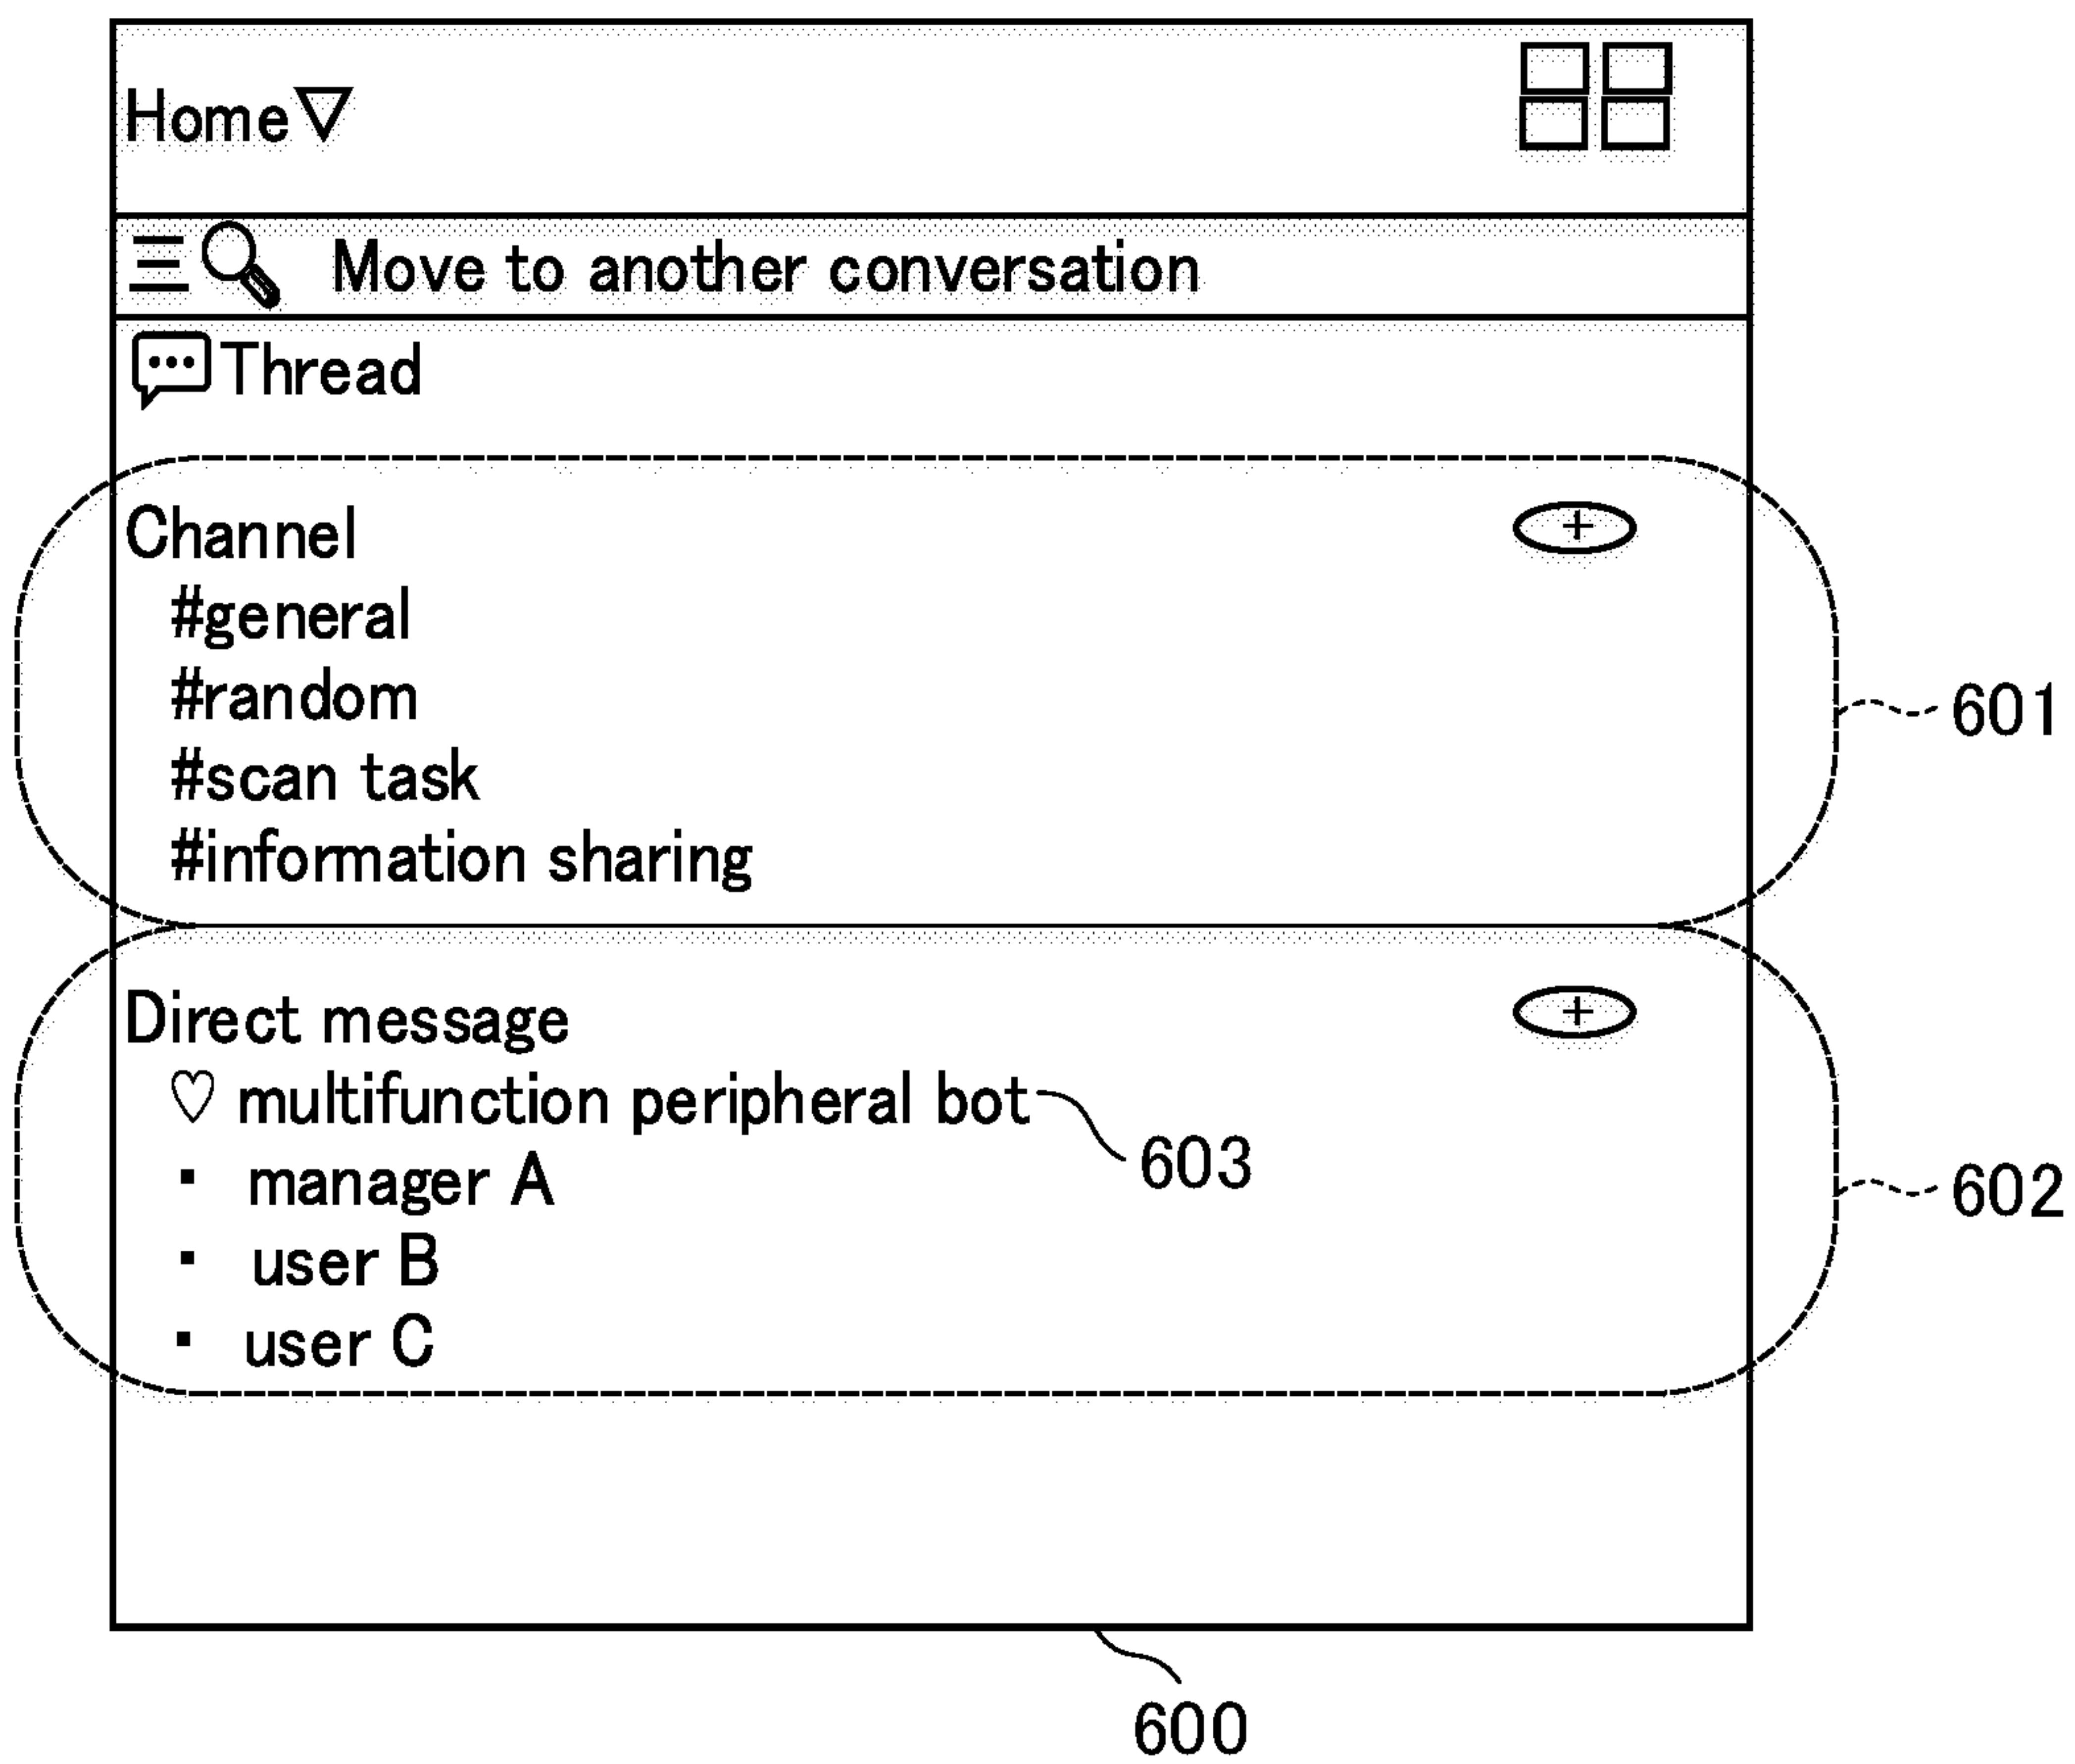 Home
Move to another conversation
Thread
Channel +
#general
#random
601
#scan task
#information sharing
Direct message +
♡ multifunction peripheral bot
603
・ manager A
602
・ user B
・ user C
600